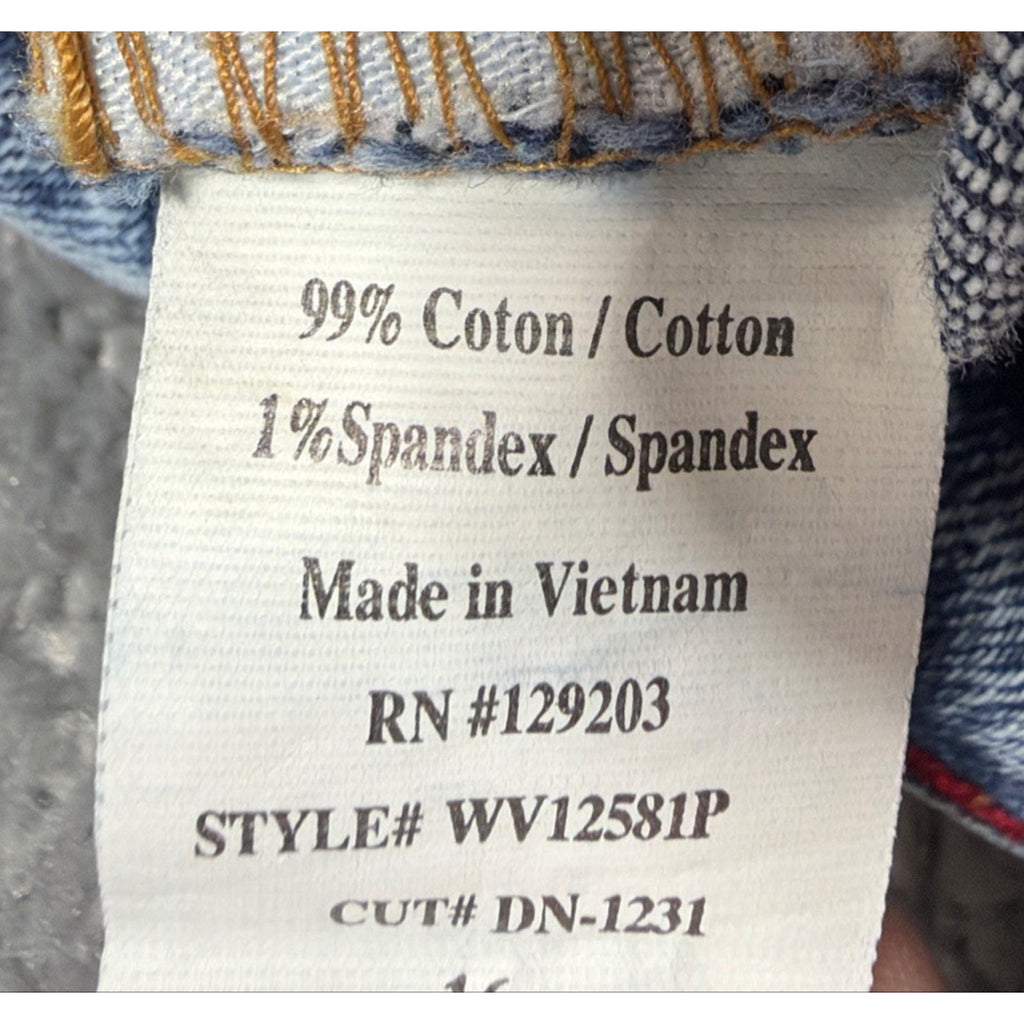 99% Coton / Cotton
1%Spandex / Spandex
Made in Vietnam
RN #129203
STYLE# WV12581P
CUT# DN-1231